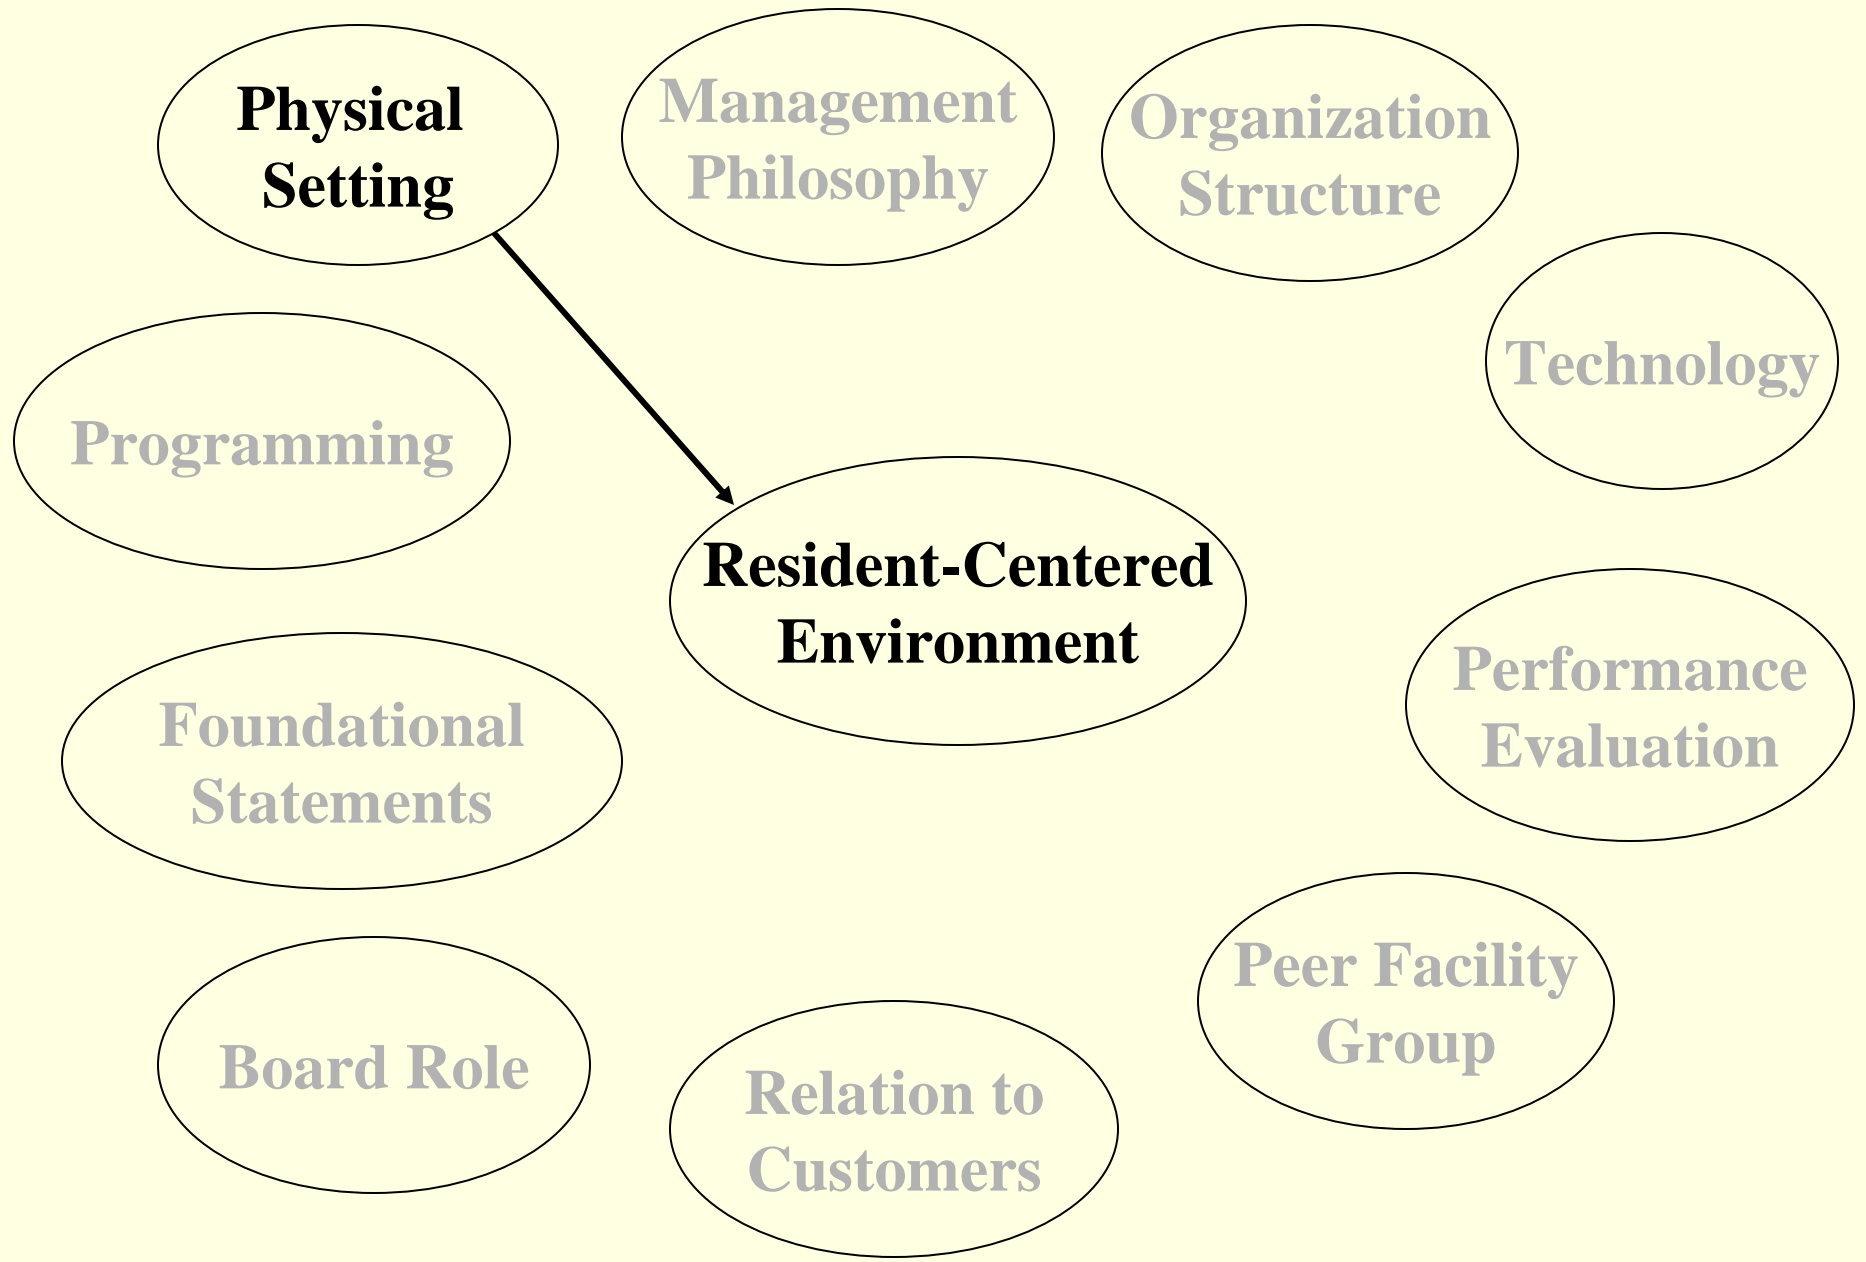 Physical
Setting
Management
Philosophy
Organization
Structure
Technology
Programming
Resident-Centered
Environment
Performance
Evaluation
Foundational
Statements
Peer Facility
Group
Board Role
Relation to
Customers